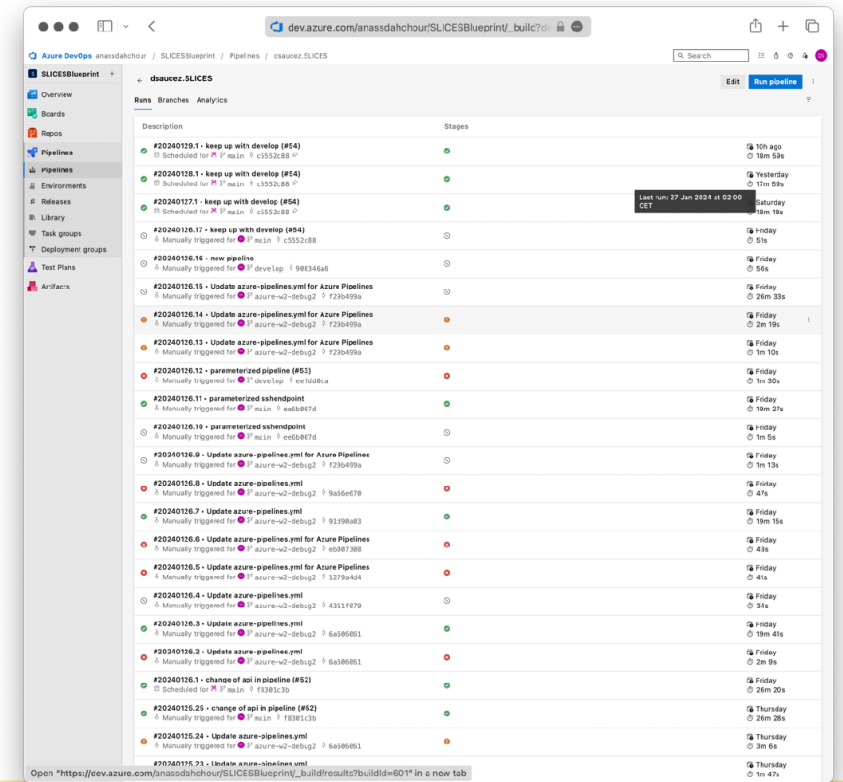 dev.azure.com/anassdahchour/SLICESBlueprint/_build?de
Azure DevOps anassdahchour / SLICESBlueprint / Pipelines / dsaucez.SLICES
Search
SLICESBlueprint +
Overview
Boards
Repos
Pipelines
Pipelines
Environments
Releases
Library
Task groups
Deployment groups
Test Plans
Artifacts
dsaucez.SLICES
Edit
Run pipeline
Runs Branches Analytics
Description Stages
#20240129.1 • keep up with develop (#54)
Scheduled for main c5552c88
10h ago
18m 59s
#20240128.1 • keep up with develop (#54)
Scheduled for main c5552c88
Yesterday
17m 59s
#20240127.1 • keep up with develop (#54)
Scheduled for main c5552c88
Last run: 27 Jan 2024 at 02:00
CET
Saturday
18m 19s
#20240126.17 • keep up with develop (#54)
Manually triggered for main c5552c88
Friday
51s
#20240126.16 • new pipeline
Manually triggered for develop 906346a6
Friday
56s
#20240126.15 • Update azure-pipelines.yml for Azure Pipelines
Manually triggered for azure-w2-debug2 f29b499a
Friday
26m 33s
#20240126.14 • Update azure-pipelines.yml for Azure Pipelines
Manually triggered for azure-w2-debug2 f29b499a
Friday
2m 19s
#20240126.13 • Update azure-pipelines.yml for Azure Pipelines
Manually triggered for azure-w2-debug2 f29b499a
Friday
1m 10s
#20240126.12 • paremeterized pipeline (#53)
Manually triggered for develop
Friday
1m 30s
#20240126.11 • parameterized sshendpoint
Manually triggered for main ee6b007d
Friday
19m 27s
#20240126.10 • parameterized sshendpoint
Manually triggered for main ee6b007d
Friday
1m 5s
#20240126.9 • Update azure-pipelines.yml for Azure Pipelines
Manually triggered for azure-w2-debug2 f29b499a
Friday
1m 13s
#20240126.8 • Update azure-pipelines.yml
Manually triggered for azure-w2-debug2 9a56e670
Friday
47s
#20240126.7 • Update azure-pipelines.yml
Manually triggered for azure-w2-debug2 91d90a03
Friday
19m 15s
#20240126.6 • Update azure-pipelines.yml for Azure Pipelines
Manually triggered for azure-w2-debug2 eb007308
Friday
43s
#20240126.5 • Update azure-pipelines.yml for Azure Pipelines
Manually triggered for azure-w2-debug2 1279a4d4
Friday
41s
#20240126.4 • Update azure-pipelines.yml
Manually triggered for azure-w2-debug2 4351f079
Friday
34s
#20240126.3 • Update azure-pipelines.yml
Manually triggered for azure-w2-debug2 6a506061
Friday
19m 41s
#20240126.2 • Update azure-pipelines.yml
Manually triggered for azure-w2-debug2 6a506061
Friday
2m 9s
#20240126.1 • change of api in pipeline (#52)
Scheduled for main f8301c3b
Friday
26m 20s
#20240125.25 • change of api in pipeline (#52)
Manually triggered for main f8301c3b
Thursday
26m 28s
#20240125.24 • Update azure-pipelines.yml
Manually triggered for azure-w2-debug2 6a506061
Thursday
3m 6s
#20240125.23 • Update azure-pipelines.yml
Thursday
1m 47s
Open "https://dev.azure.com/anassdahchour/SLICESBlueprint/_build/results?buildId=601" in a new tab